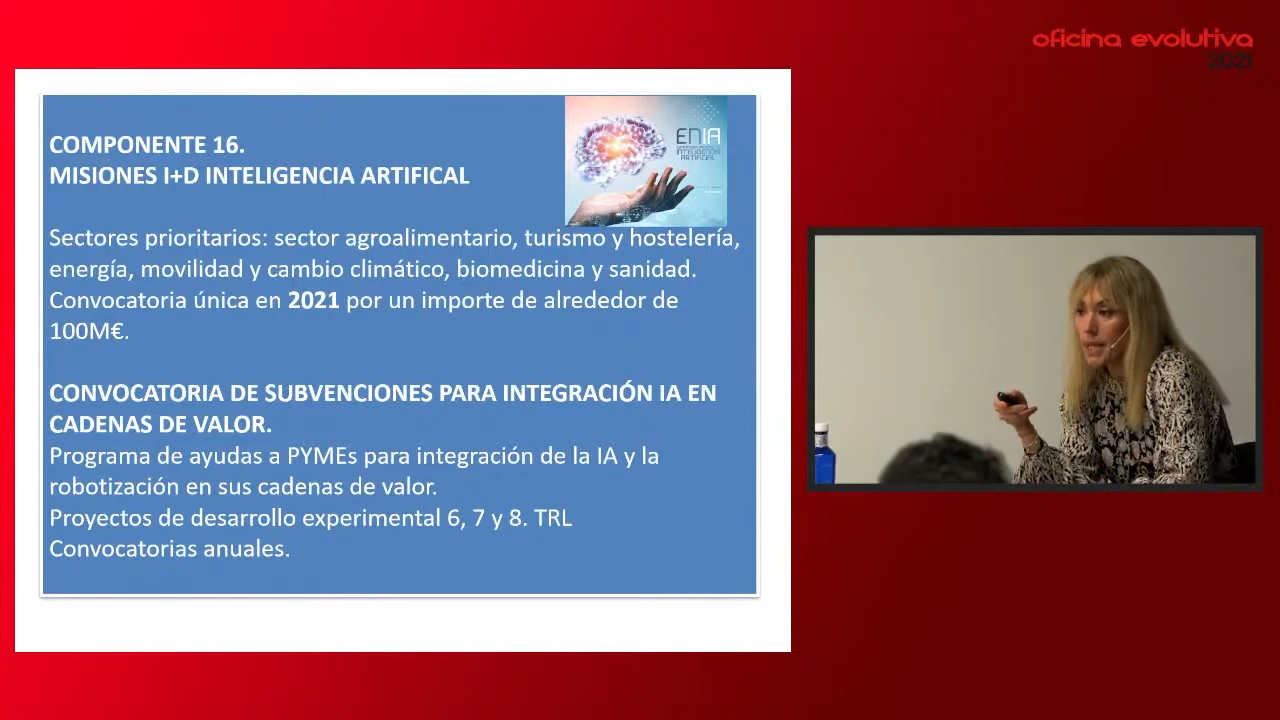 oficina evolutiva
2021
COMPONENTE 16.
MISIONES I+D INTELIGENCIA ARTIFICAL
ENIA
INTELIGENCIA
ARTIFICIAL
Sectores prioritarios: sector agroalimentario, turismo y hostelería,
energía, movilidad y cambio climático, biomedicina y sanidad.
Convocatoria única en 2021 por un importe de alrededor de
100M€.
CONVOCATORIA DE SUBVENCIONES PARA INTEGRACIÓN IA EN
CADENAS DE VALOR.
Programa de ayudas a PYMEs para integración de la IA y la
robotización en sus cadenas de valor.
Proyectos de desarrollo experimental 6, 7 y 8. TRL
Convocatorias anuales.